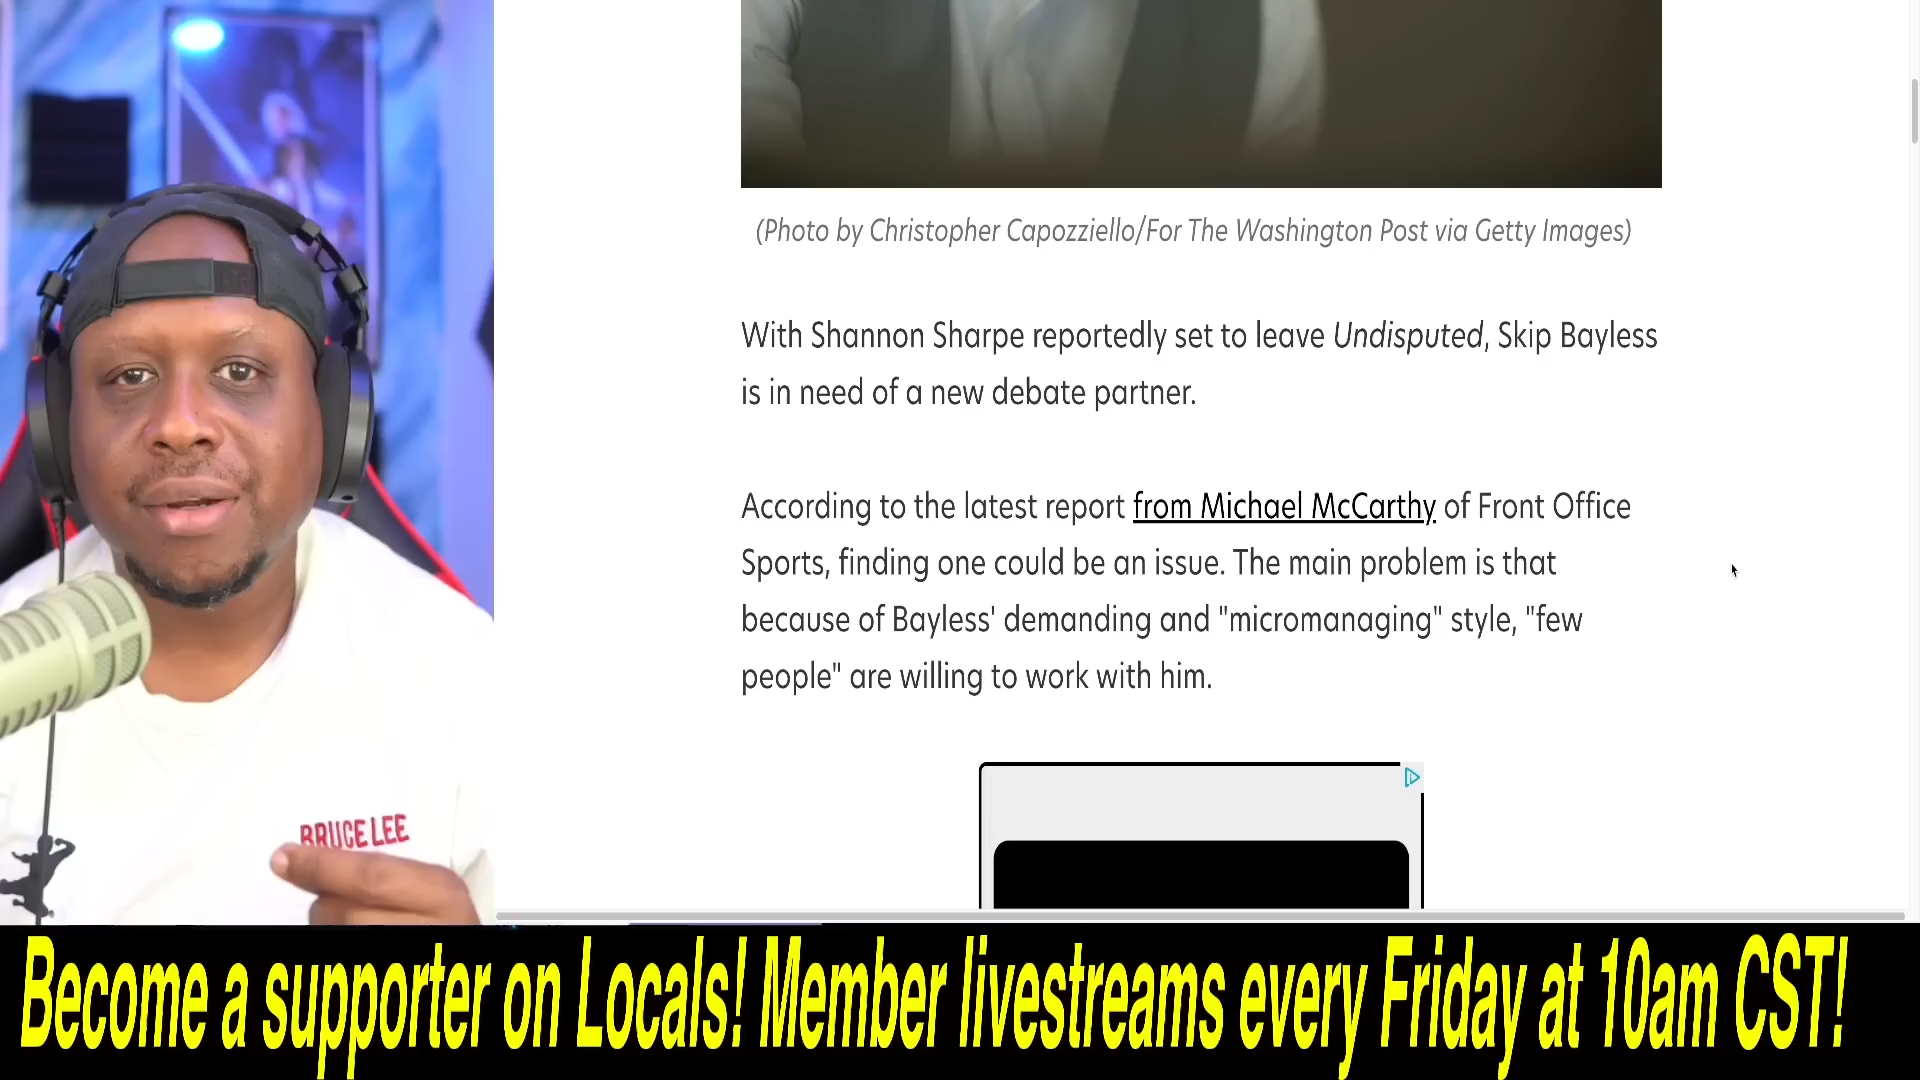 (Photo by Christopher Capozziello/For The Washington Post via Getty Images)
With Shannon Sharpe reportedly set to leave Undisputed, Skip Bayless
is in need of a new debate partner.
According to the latest report from Michael McCarthy of Front Office
Sports, finding one could be an issue. The main problem is that
because of Bayless' demanding and "micromanaging" style, "few
people" are willing to work with him.
BRUCE LEE
Become a supporter on Locals! Member livestreams every Friday at 10am CST!